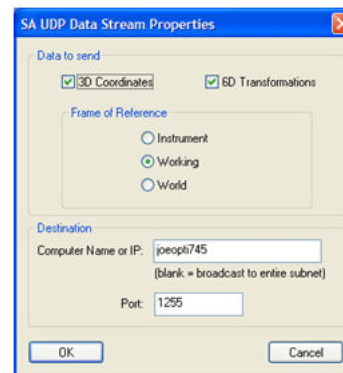 SA UDP Data Stream Properties
Data to send
3D Coordinates 6D Transformations
Frame of Reference
Instrument
Working
World
Destination
Computer Name or IP: joeopti745
(blank = broadcast to entire subnet)
Port: 1255
OK Cancel